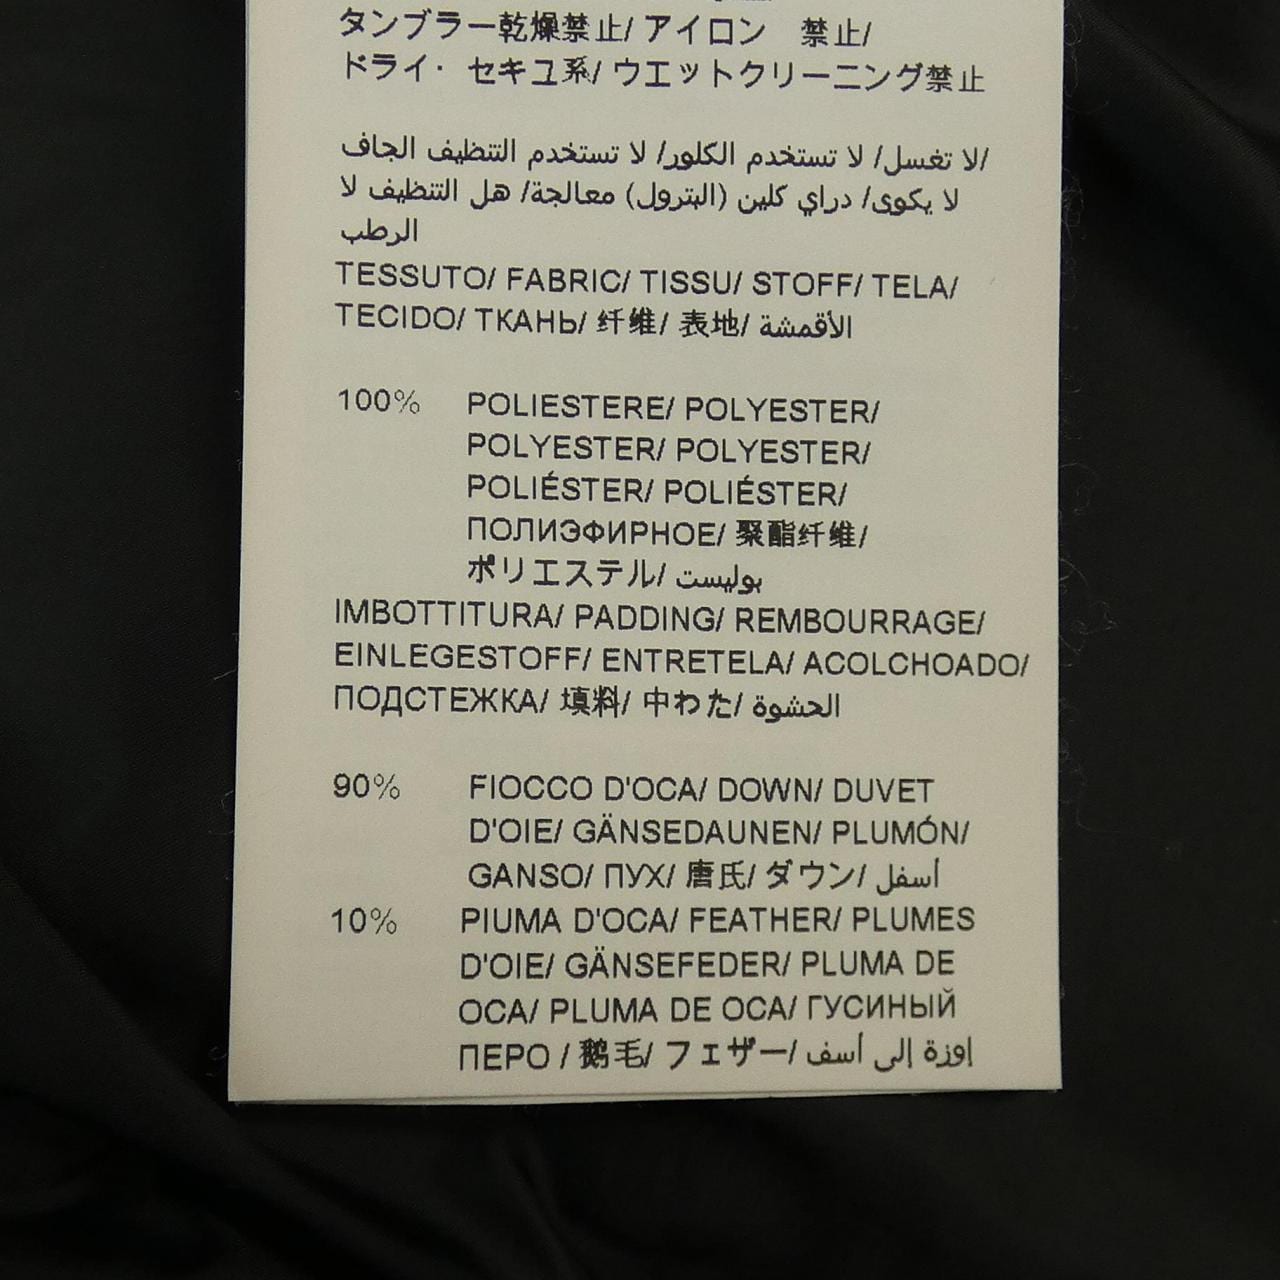 タンブラー乾燥禁止/ アイロン　禁止/
ドライ・ セキユ系/ ウエットクリーニング禁止
لا تغسل/ لا تستخدم الكلور/ لا تستخدم التنظيف الجاف/
لا يكوى/ دراي كلين (البترول) معالجة/ هل التنظيف لا
الرطب
TESSUTO/ FABRIC/ TISSU/ STOFF/ TELA/
TECIDO/ ТКАНЬ/ 纤维/ 表地/ الأقمشة
100% POLIESTERE/ POLYESTER/
POLYESTER/ POLYESTER/
POLIÉSTER/ POLIÉSTER/
ПОЛИЭФИРНОЕ/ 聚酯纤维/
ポリエステル/ بوليست
IMBOTTITURA/ PADDING/ REMBOURRAGE/
EINLEGESTOFF/ ENTRETELA/ ACOLCHOADO/
ПОДСТЕЖКА/ 填料/ 中わた/ الحشوة
90% FIOCCO D'OCA/ DOWN/ DUVET
D'OIE/ GÄNSEDAUNEN/ PLUMÓN/
GANSO/ ПУХ/ 唐氏/ ダウン/ أسفل
10% PIUMA D'OCA/ FEATHER/ PLUMES
D'OIE/ GÄNSEFEDER/ PLUMA DE
OCA/ PLUMA DE OCA/ ГУСИНЫЙ
ПЕРО / 鹅毛/ フェザー/ إوزة إلى أسف